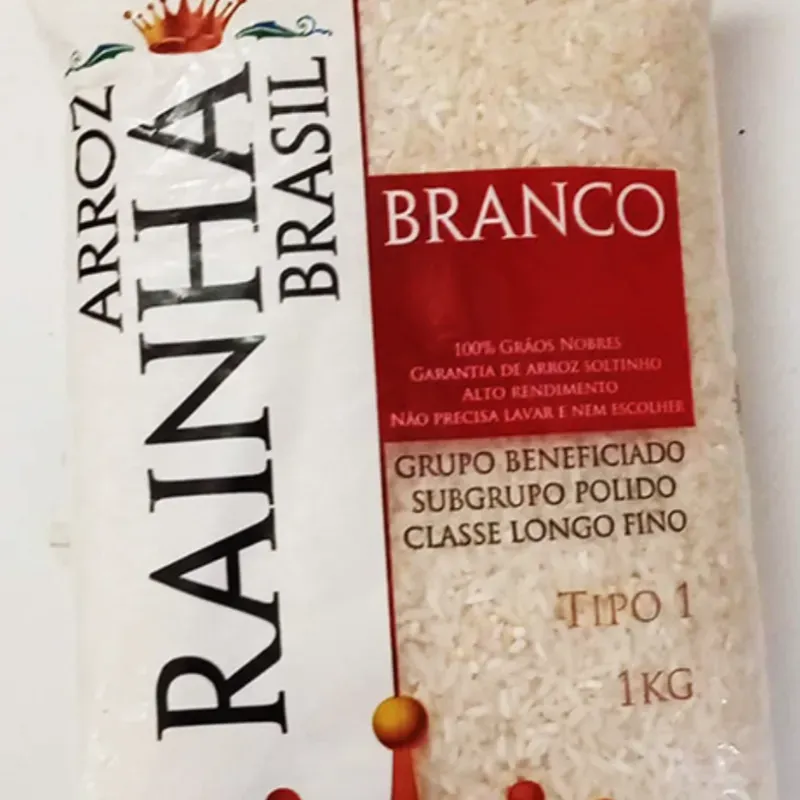 ARROZ
RAINHA
BRASIL
BRANCO
100% GRÃOS NOBRES
GARANTIA DE ARROZ SOLTINHO
ALTO RENDIMENTO
NÃO PRECISA LAVAR E NEM ESCOLHER
GRUPO BENEFICIADO
SUBGRUPO POLIDO
CLASSE LONGO FINO
TIPO 1
1KG